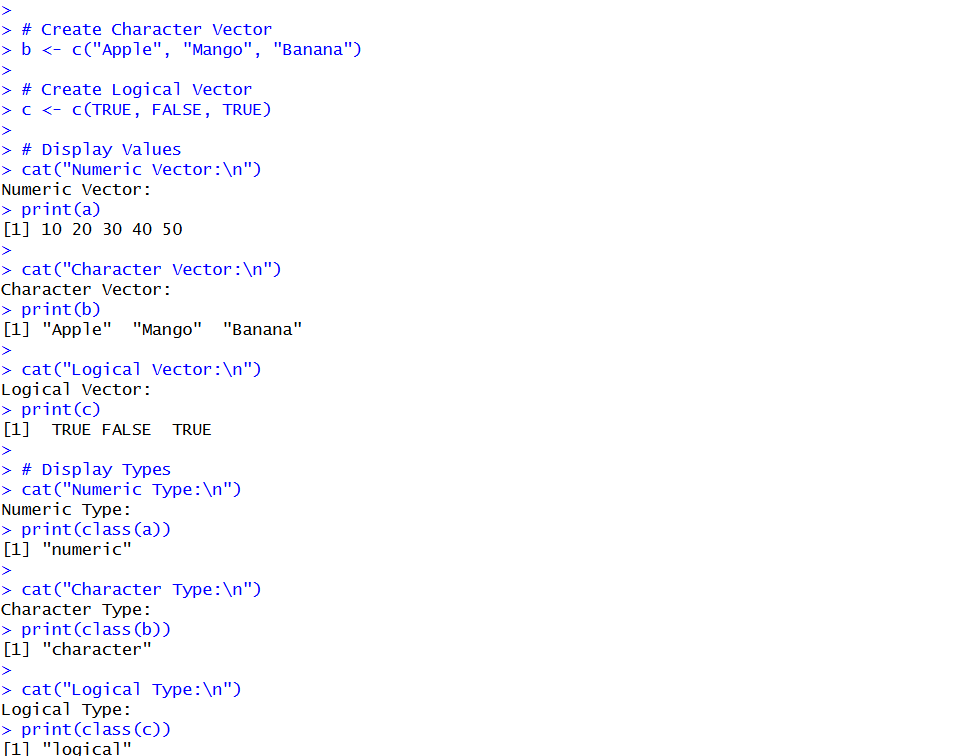 >
> # Create Character Vector
> b <- c("Apple", "Mango", "Banana")
>
> # Create Logical Vector
> c <- c(TRUE, FALSE, TRUE)
>
> # Display Values
> cat("Numeric Vector:\n")
Numeric Vector:
> print(a)
[1] 10 20 30 40 50
>
> cat("Character Vector:\n")
Character Vector:
> print(b)
[1] "Apple"  "Mango"  "Banana"
>
> cat("Logical Vector:\n")
Logical Vector:
> print(c)
[1]  TRUE FALSE  TRUE
>
> # Display Types
> cat("Numeric Type:\n")
Numeric Type:
> print(class(a))
[1] "numeric"
>
> cat("Character Type:\n")
Character Type:
> print(class(b))
[1] "character"
>
> cat("Logical Type:\n")
Logical Type:
> print(class(c))
[1] "logical"